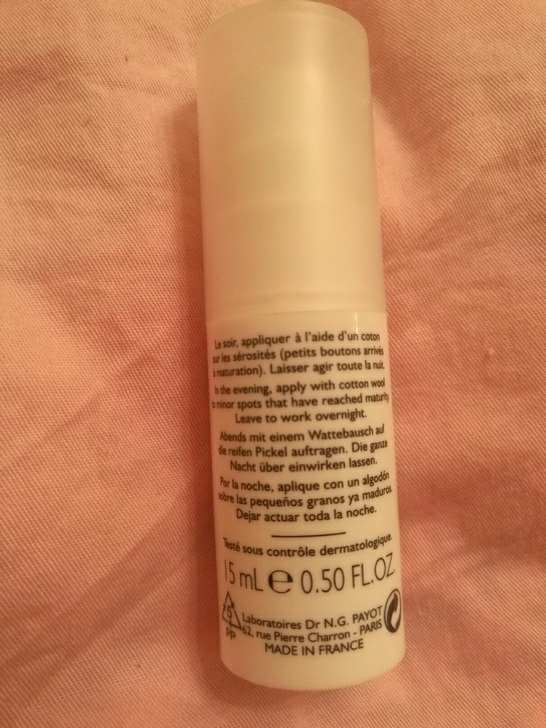 Le soir, appliquer à l'aide d'un coton
sur les sérosités (petits boutons arrivés
à maturation). Laisser agir toute la nuit.
In the evening, apply with cotton wool
to minor spots that have reached maturity.
Leave to work overnight.
Abends mit einem Wattebausch auf
die reifen Pickel auftragen. Die ganze
Nacht über einwirken lassen.
Por la noche, aplique con un algodón
sobre las pequeños granos ya maduros.
Dejar actuar toda la noche.
Testé sous contrôle dermatologique.
15 mL e 0.50 FL.OZ
5
PP
Laboratoires Dr N.G. PAYOT
62, rue Pierre Charron - PARIS
MADE IN FRANCE